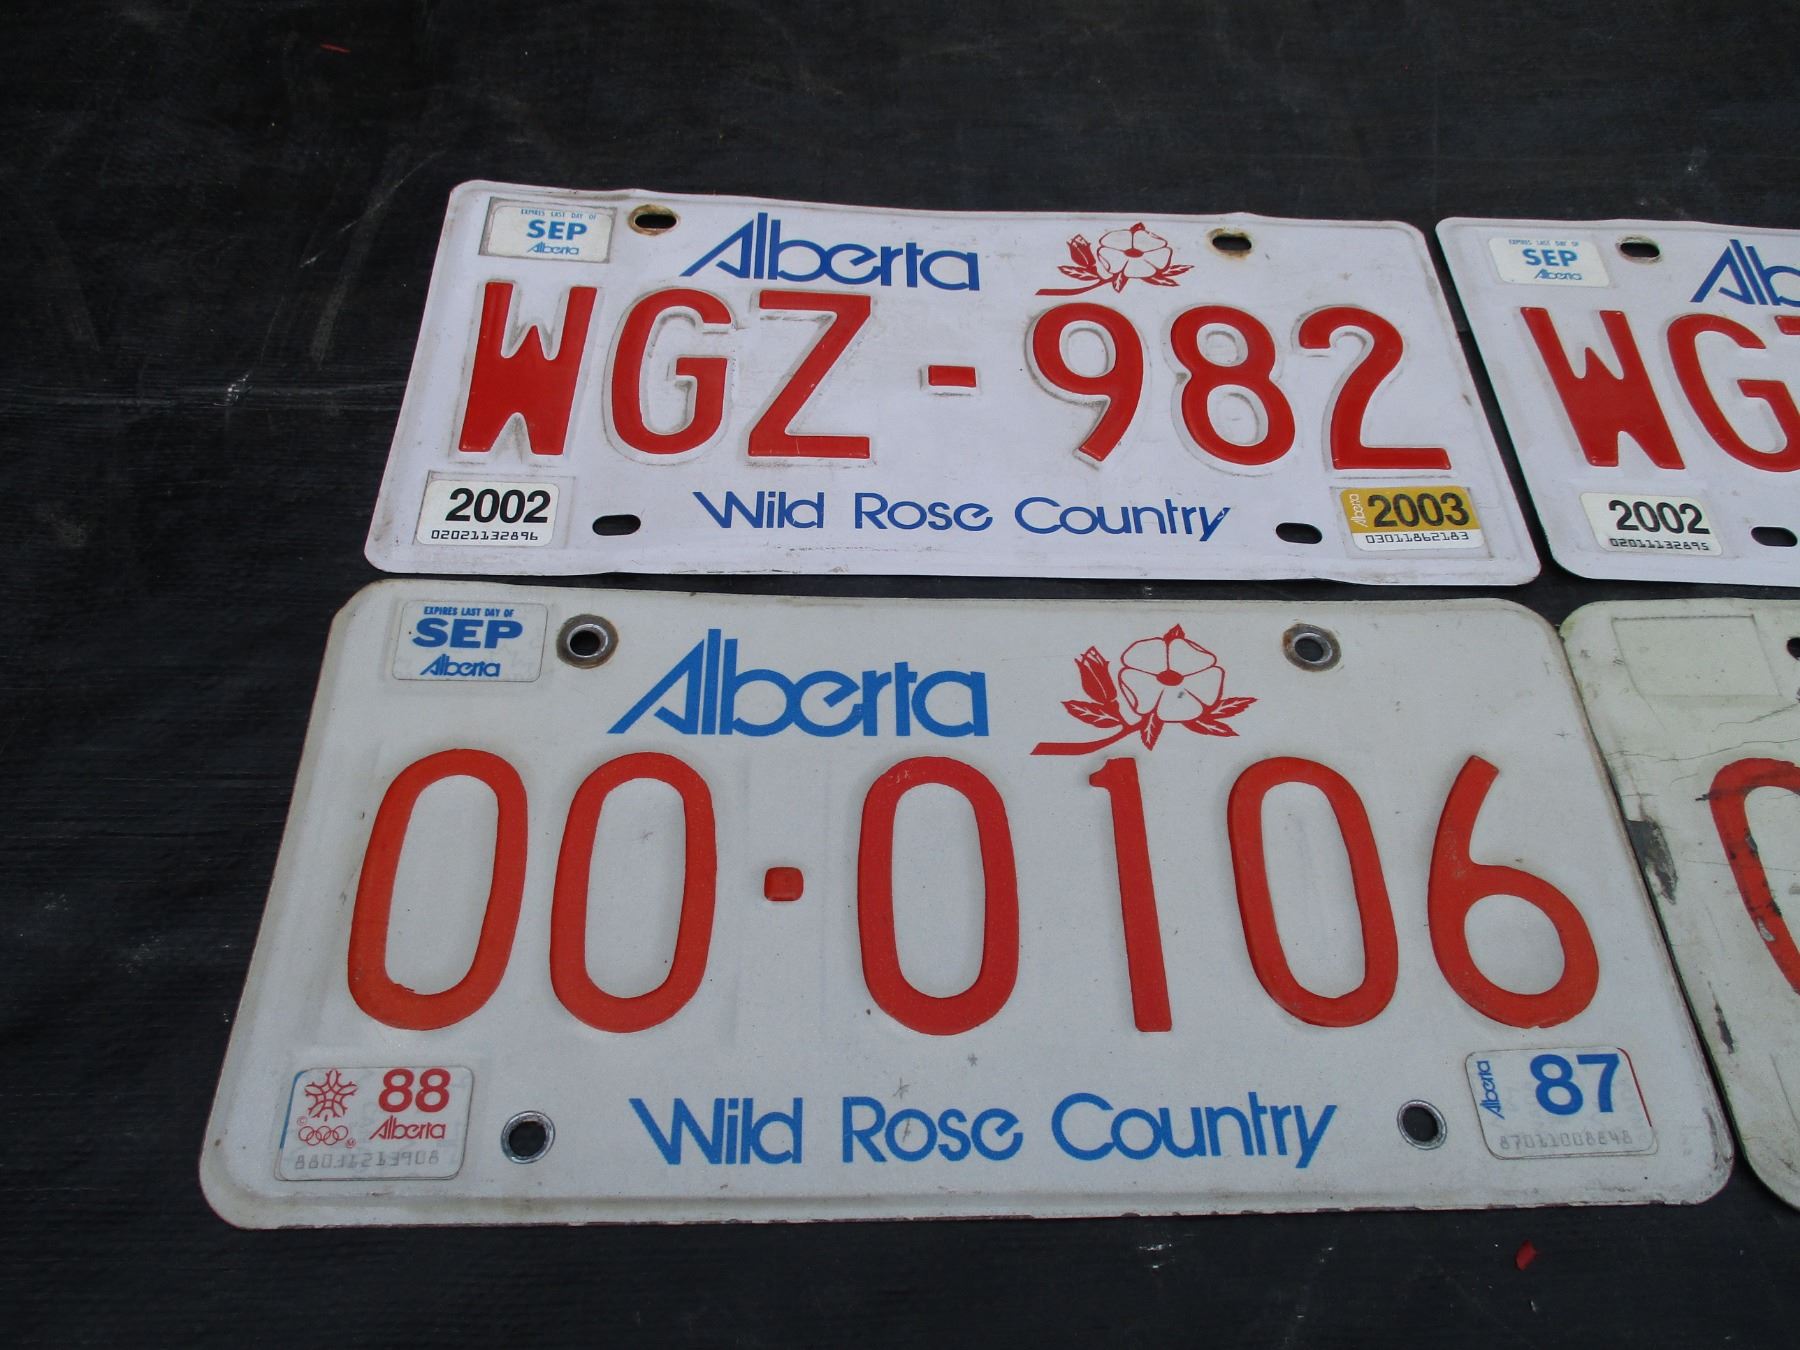 EXPIRES LAST DAY OF
SEP
Alberta
Alberta
WGZ-982
2002
02021132896
Wild Rose Country
Alberta
2003
03011862183
EXPIRES LAST DAY OF
SEP
Alberta
Alb
WG
2002
02011132895
EXPIRES LAST DAY OF
SEP
Alberta
Alberta
00·0106
88
Alberta
Wild Rose Country
Alberta
87
87011008848